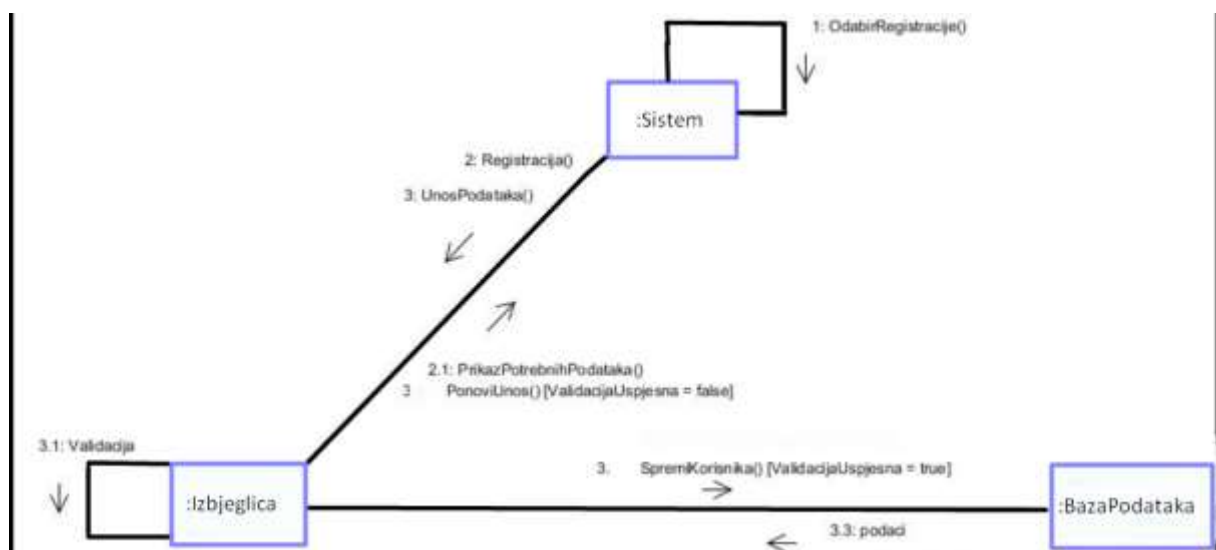 1: OdabirRegistracije()
:Sistem
2: Registracija()
3: UnosPodataka()
2.1: PrikazPotrebnihPodataka()
3 PonoviUnos() [ValidacijaUspjesna = false]
3.1: Validacija
:Izbjeglica
3. SpremiKorisnika() [ValidacijaUspjesna = true]
:BazaPodataka
3.3: podaci